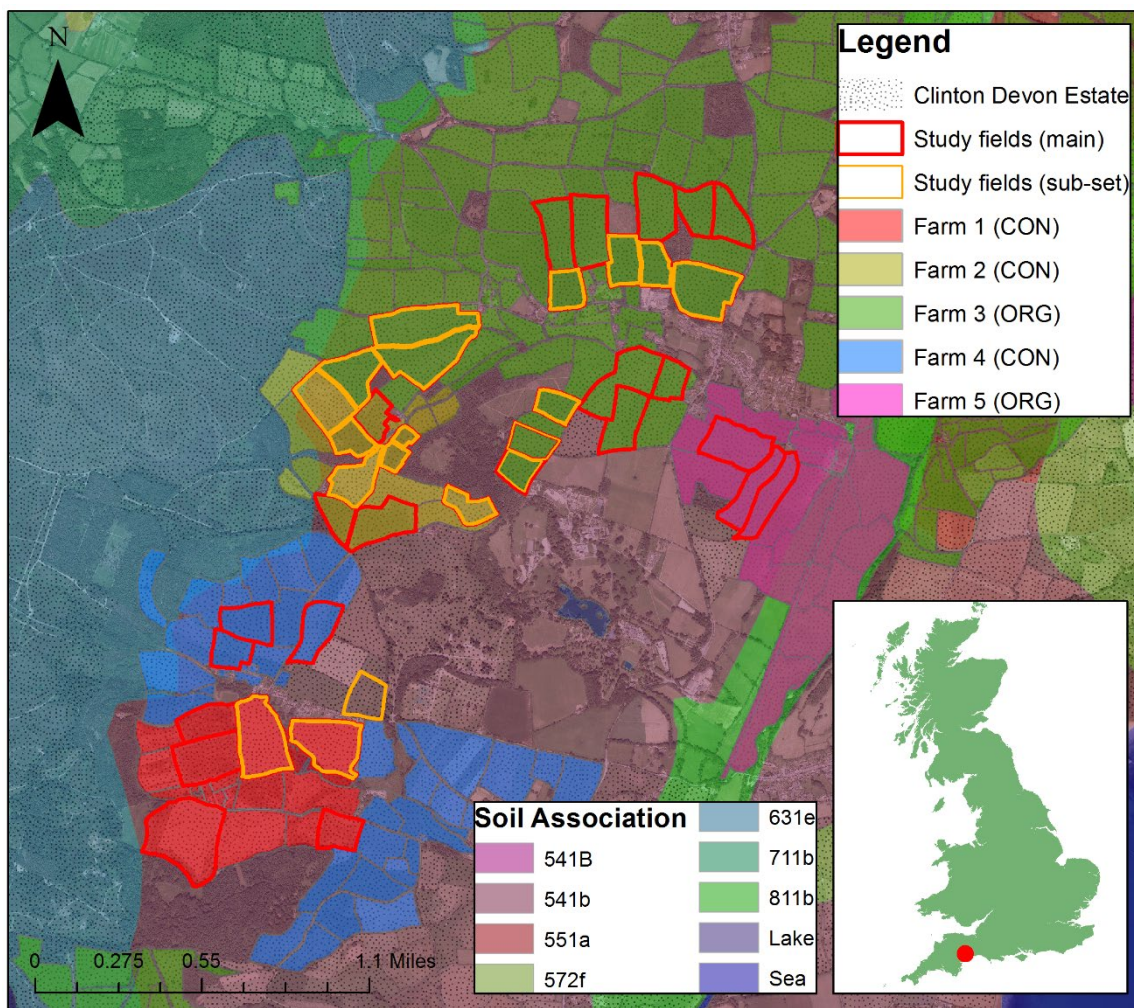 N
Legend
Clinton Devon Estate
Study fields (main)
Study fields (sub-set)
Farm 1 (CON)
Farm 2 (CON)
Farm 3 (ORG)
Farm 4 (CON)
Farm 5 (ORG)
Soil Association
541B
541b
551a
572f
631e
711b
811b
Lake
Sea
0 0.275 0.55 1.1 Miles